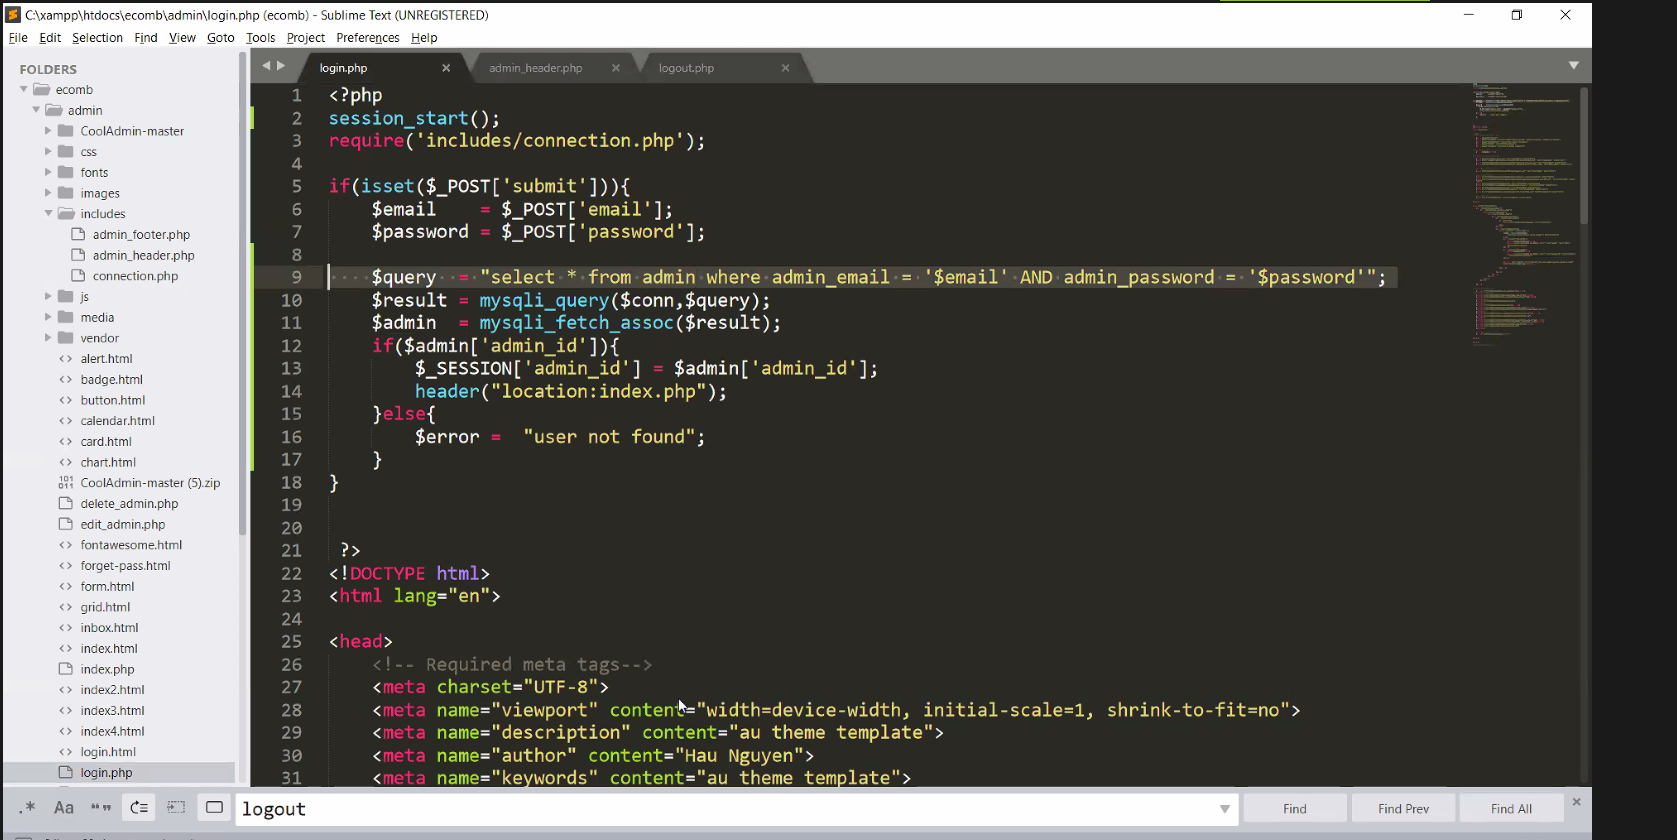 C:\xampp\htdocs\ecomb\admin\login.php (ecomb) - Sublime Text (UNREGISTERED)
File Edit Selection Find View Goto Tools Project Preferences Help
FOLDERS
ecomb
admin
CoolAdmin-master
css
fonts
images
includes
admin_footer.php
admin_header.php
connection.php
js
media
vendor
alert.html
badge.html
button.html
calendar.html
card.html
chart.html
CoolAdmin-master (5).zip
delete_admin.php
edit_admin.php
fontawesome.html
forget-pass.html
form.html
grid.html
inbox.html
index.html
index.php
index2.html
index3.html
index4.html
login.html
login.php
login.php admin_header.php logout.php
1 <?php
2 session_start();
3 require('includes/connection.php');
4
5 if(isset($_POST['submit'])){
6 $email = $_POST['email'];
7 $password = $_POST['password'];
8
9 $query = "select * from admin where admin_email = '$email' AND admin_password = '$password'";
10 $result = mysqli_query($conn,$query);
11 $admin = mysqli_fetch_assoc($result);
12 if($admin['admin_id']){
13 $_SESSION['admin_id'] = $admin['admin_id'];
14 header("location:index.php");
15 }else{
16 $error = "user not found";
17 }
18 }
19
20
21 ?>
22 <!DOCTYPE html>
23 <html lang="en">
24
25 <head>
26 <!-- Required meta tags-->
27 <meta charset="UTF-8">
28 <meta name="viewport" content="width=device-width, initial-scale=1, shrink-to-fit=no">
29 <meta name="description" content="au theme template">
30 <meta name="author" content="Hau Nguyen">
31 <meta name="keywords" content="au theme template">
.* Aa "" logout Find Find Prev Find All